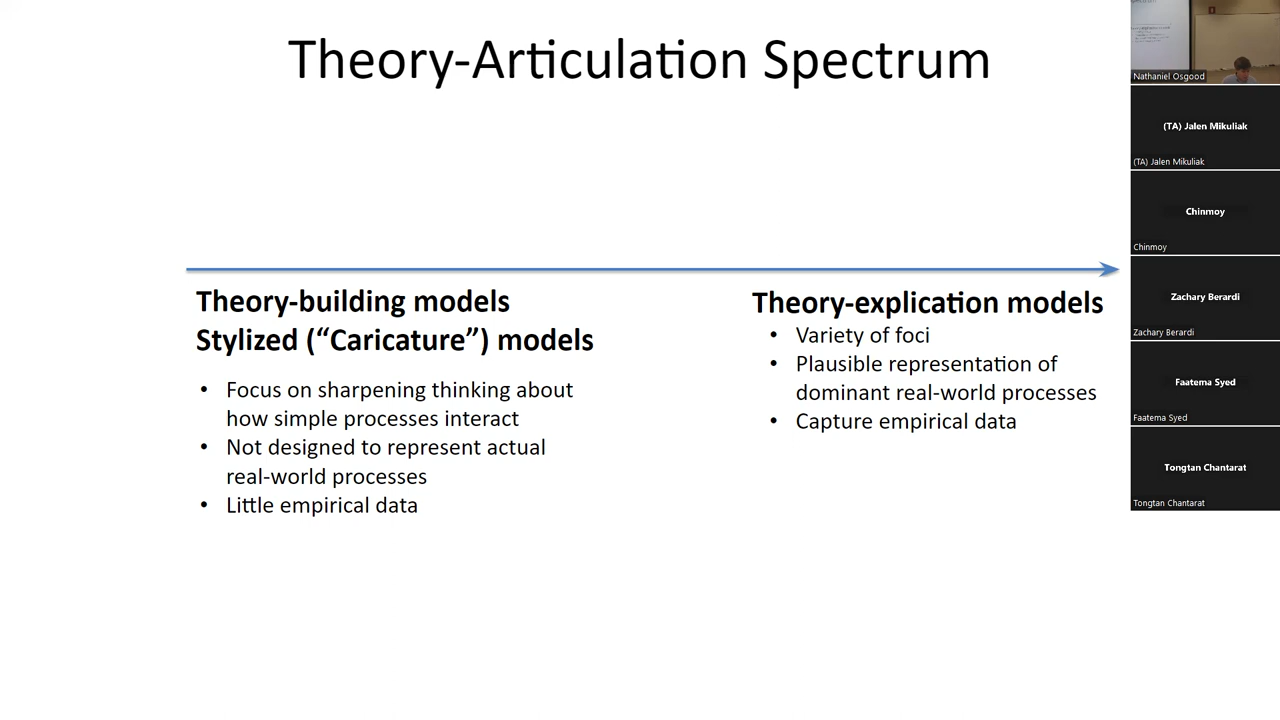 Theory-Articulation Spectrum
Theory-building models
Stylized (“Caricature”) models
• Focus on sharpening thinking about
how simple processes interact
• Not designed to represent actual
real-world processes
• Little empirical data
Theory-explication models
• Variety of foci
• Plausible representation of
dominant real-world processes
• Capture empirical data
Nathaniel Osgood
(TA) Jalen Mikuliak
(TA) Jalen Mikuliak
Chinmoy
Chinmoy
Zachary Berardi
Zachary Berardi
Faatema Syed
Faatema Syed
Tongtan Chantarat
Tongtan Chantarat